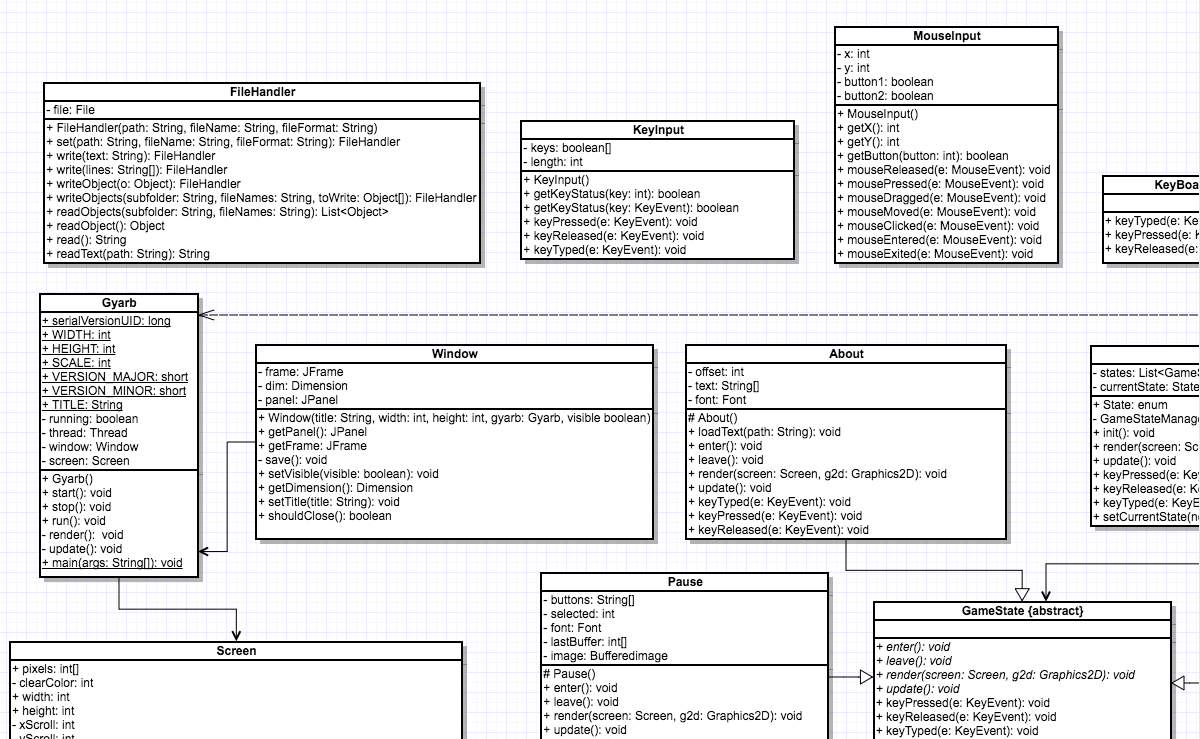 MouseInput
- x: int
- y: int
- button1: boolean
- button2: boolean
+ MouseInput()
+ getX(): int
+ getY(): int
+ getButton(button: int): boolean
+ mouseReleased(e: MouseEvent): void
+ mousePressed(e: MouseEvent): void
+ mouseDragged(e: MouseEvent): void
+ mouseMoved(e: MouseEvent): void
+ mouseClicked(e: MouseEvent): void
+ mouseEntered(e: MouseEvent): void
+ mouseExited(e: MouseEvent): void
FileHandler
- file: File
+ FileHandler(path: String, fileName: String, fileFormat: String)
+ set(path: String, fileName: String, fileFormat: String): FileHandler
+ write(text: String): FileHandler
+ write(lines: String[]): FileHandler
+ writeObject(o: Object): FileHandler
+ writeObjects(subfolder: String, fileNames: String, toWrite: Object[]): FileHandler
+ readObjects(subfolder: String, fileNames: String): List<Object>
+ readObject(): Object
+ read(): String
+ readText(path: String): String
KeyInput
- keys: boolean[]
- length: int
+ KeyInput()
+ getKeyStatus(key: int): boolean
+ getKeyStatus(key: KeyEvent): boolean
+ keyPressed(e: KeyEvent): void
+ keyReleased(e: KeyEvent): void
+ keyTyped(e: KeyEvent): void
KeyBoa
+ keyTyped(e: Ke
+ keyPressed(e: K
+ keyReleased(e:
Gyarb
+ serialVersionUID: long
+ WIDTH: int
+ HEIGHT: int
+ SCALE: int
+ VERSION_MAJOR: short
+ VERSION_MINOR: short
+ TITLE: String
- running: boolean
- thread: Thread
- window: Window
- screen: Screen
+ Gyarb()
+ start(): void
+ stop(): void
+ run(): void
- render():  void
- update(): void
+ main(args: String[]): void
Window
- frame: JFrame
- dim: Dimension
- panel: JPanel
+ Window(title: String, width: int, height: int, gyarb: Gyarb, visible boolean)
+ getPanel(): JPanel
+ getFrame: JFrame
- save(): void
+ setVisible(visible: boolean): void
+ getDimension(): Dimension
+ setTitle(title: String): void
+ shouldClose(): boolean
About
- offset: int
- text: String[]
- font: Font
# About()
+ loadText(path: String): void
+ enter(): void
+ leave(): void
+ render(screen: Screen, g2d: Graphics2D): void
+ update(): void
+ keyTyped(e: KeyEvent): void
+ keyPressed(e: KeyEvent): void
+ keyReleased(e: KeyEvent): void
- states: List<GameS
- currentState: State
+ State: enum
- GameStateManag
+ init(): void
+ render(screen: Sc
+ update(): void
+ keyPressed(e: Ke
+ keyReleased(e: K
+ keyTyped(e: KeyE
+ setCurrentState(n
Pause
- buttons: String[]
- selected: int
- font: Font
- lastBuffer: int[]
- image: Bufferedimage
# Pause()
+ enter(): void
+ leave(): void
+ render(screen: Screen, g2d: Graphics2D): void
+ update(): void
GameState {abstract}
+ enter(): void
+ leave(): void
+ render(screen: Screen, g2d: Graphics2D): void
+ update(): void
+ keyPressed(e: KeyEvent): void
+ keyReleased(e: KeyEvent): void
+ keyTyped(e: KeyEvent): void
Screen
+ pixels: int[]
- clearColor: int
+ width: int
+ height: int
- xScroll: int
- yScroll: int